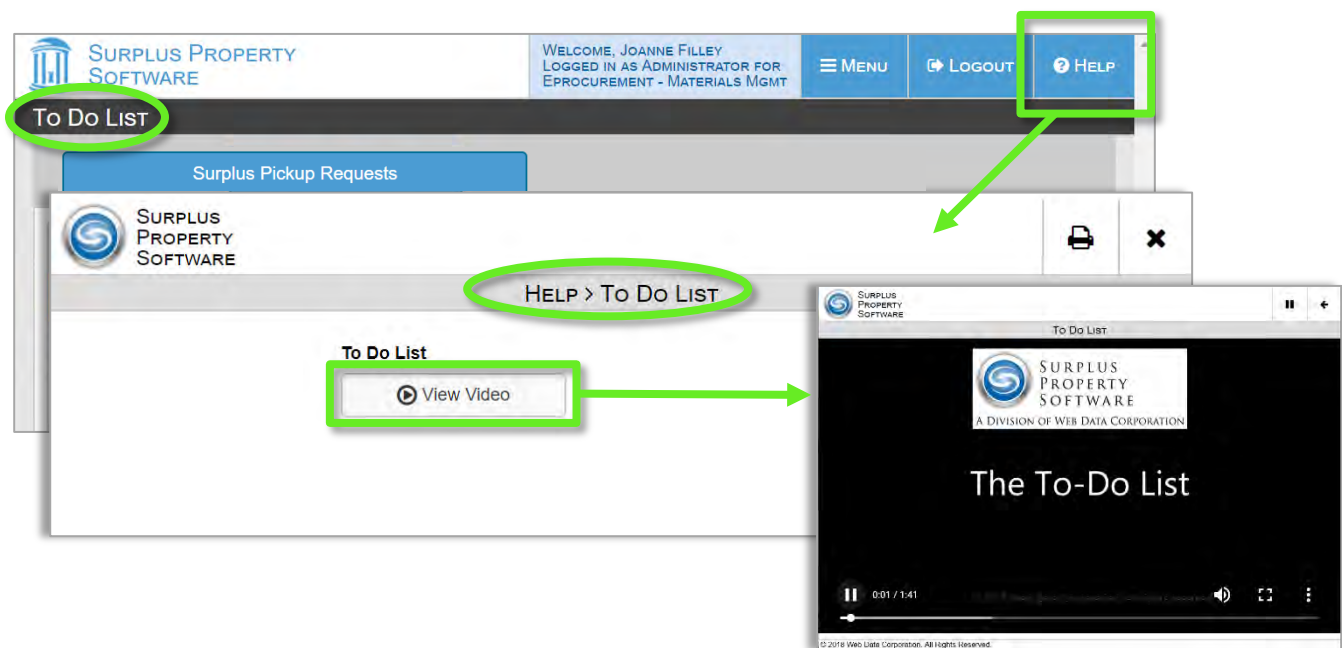 SURPLUS PROPERTY
SOFTWARE
WELCOME, JOANNE FILLEY
LOGGED IN AS ADMINISTRATOR FOR
EPROCUREMENT - MATERIALS MGMT
MENU
LOGOUT
HELP
TO DO LIST
Surplus Pickup Requests
SURPLUS
PROPERTY
SOFTWARE
HELP > TO DO LIST
To Do List
View Video
SURPLUS
PROPERTY
SOFTWARE
TO DO LIST
SURPLUS
PROPERTY
SOFTWARE
A DIVISION OF WEB DATA CORPORATION
The To-Do List
0:01 / 1:41
© 2018 Web Data Corporation. All Rights Reserved.